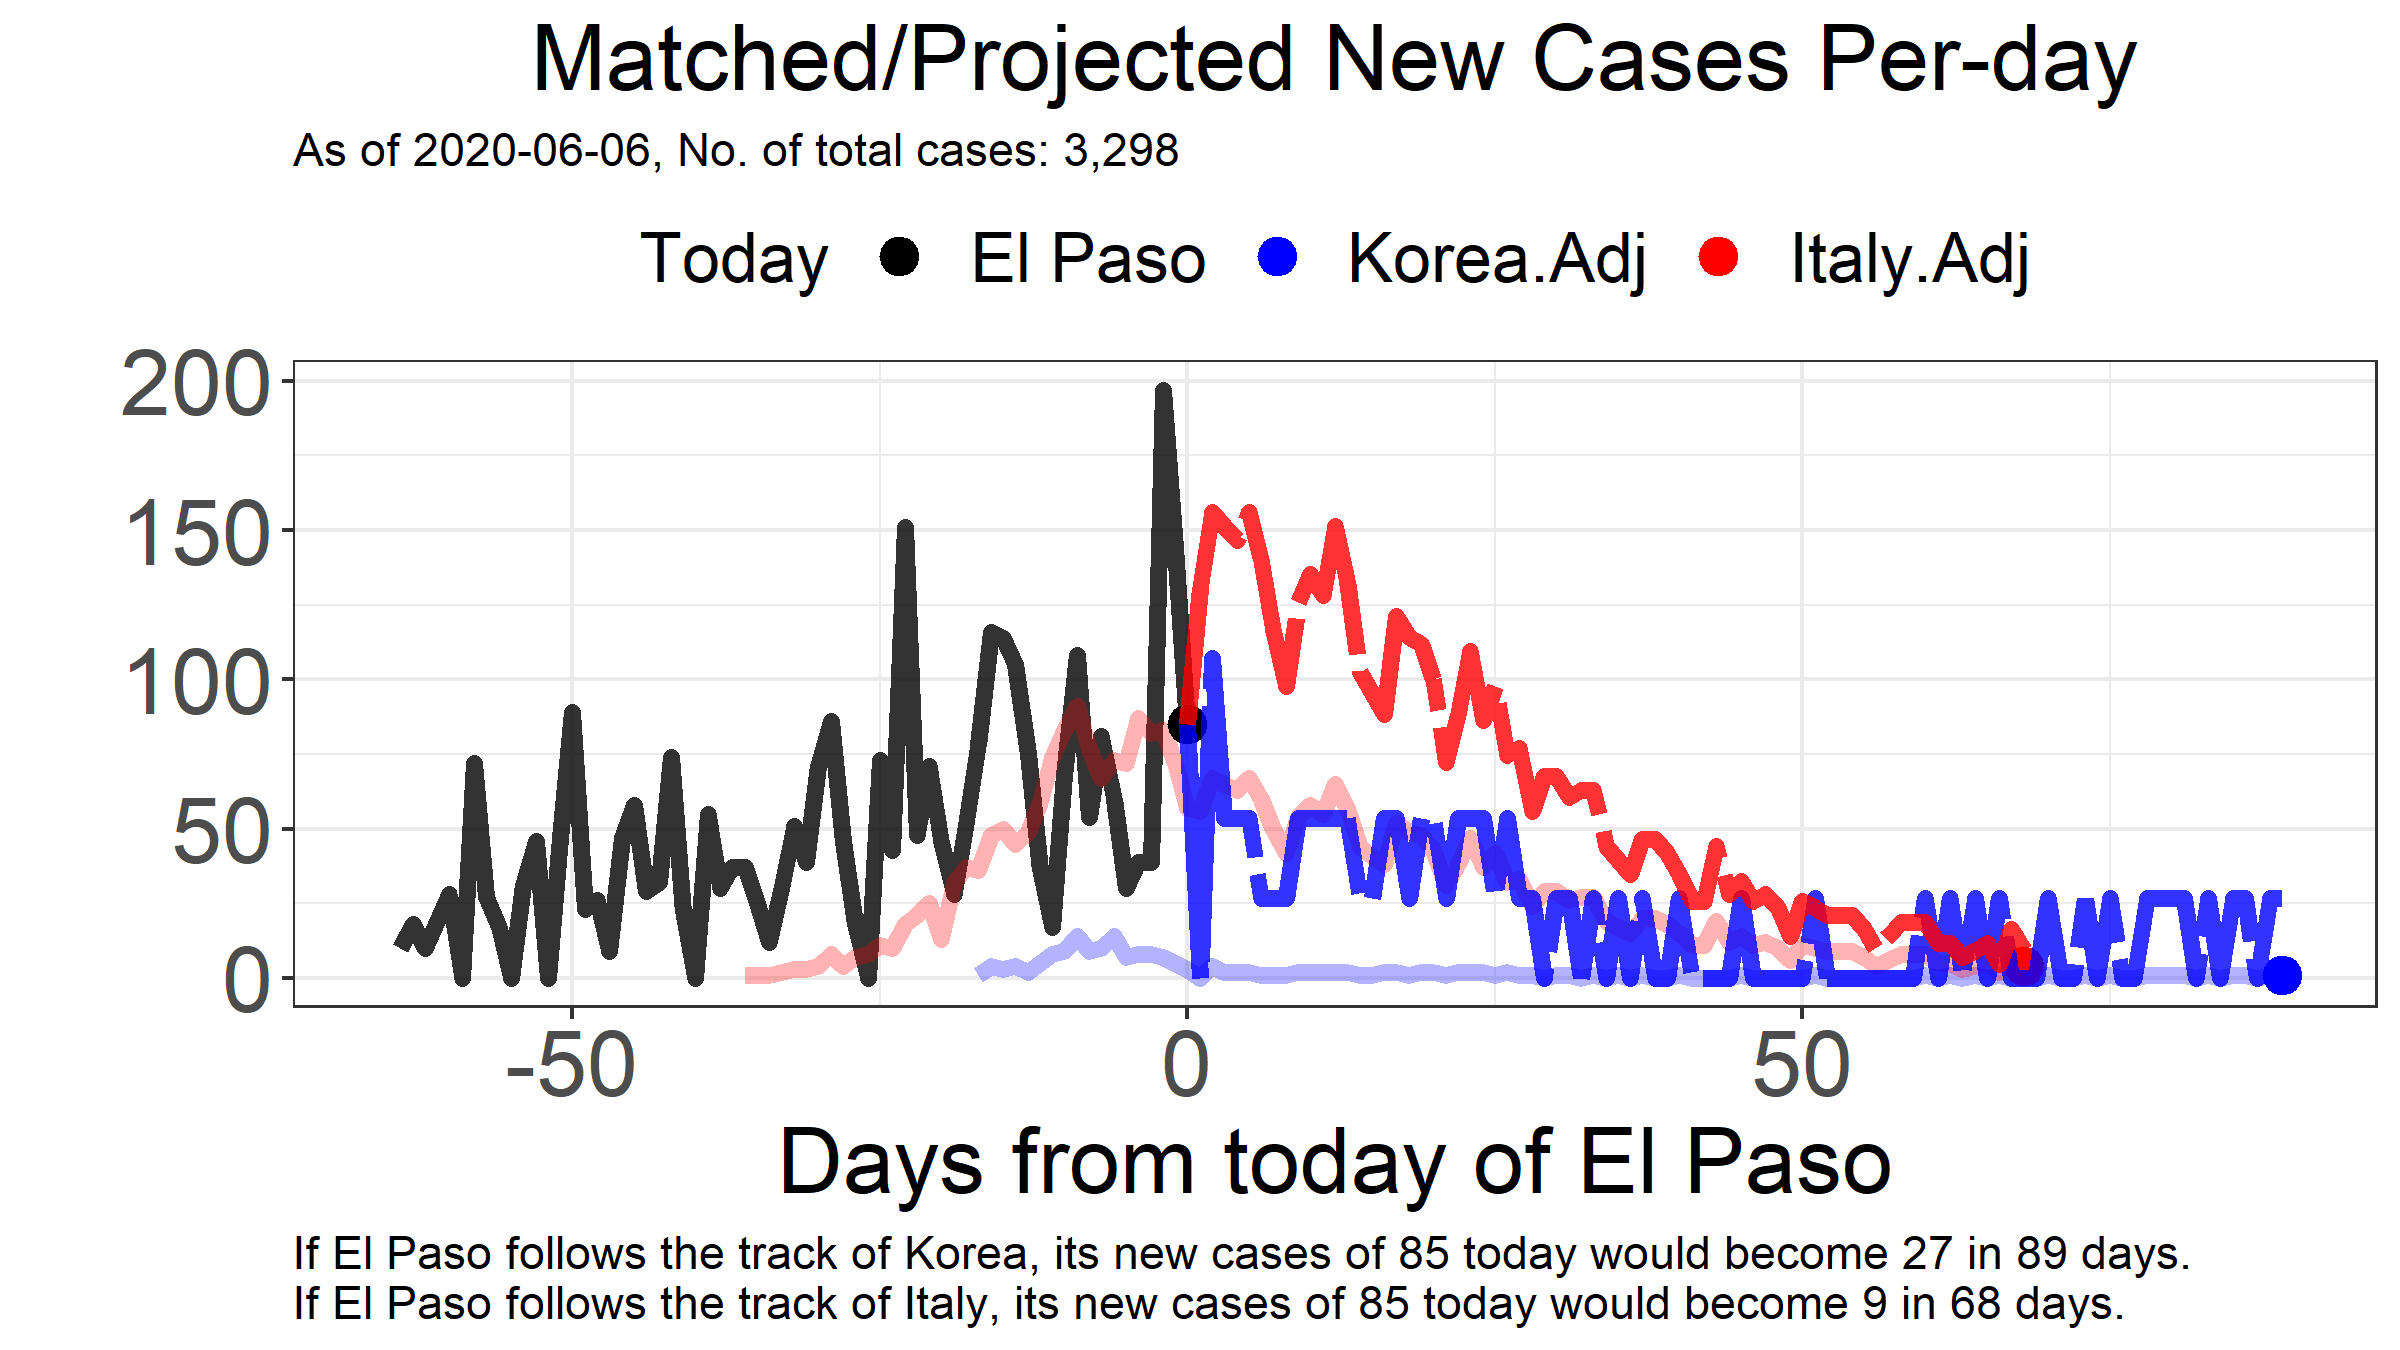 Matched/Projected New Cases Per-day
As of 2020-06-06, No. of total cases: 3,298
Today El Paso Korea.Adj Italy.Adj
200
150
100
50
0
-50 0 50
Days from today of El Paso
If El Paso follows the track of Korea, its new cases of 85 today would become 27 in 89 days.
If El Paso follows the track of Italy, its new cases of 85 today would become 9 in 68 days.